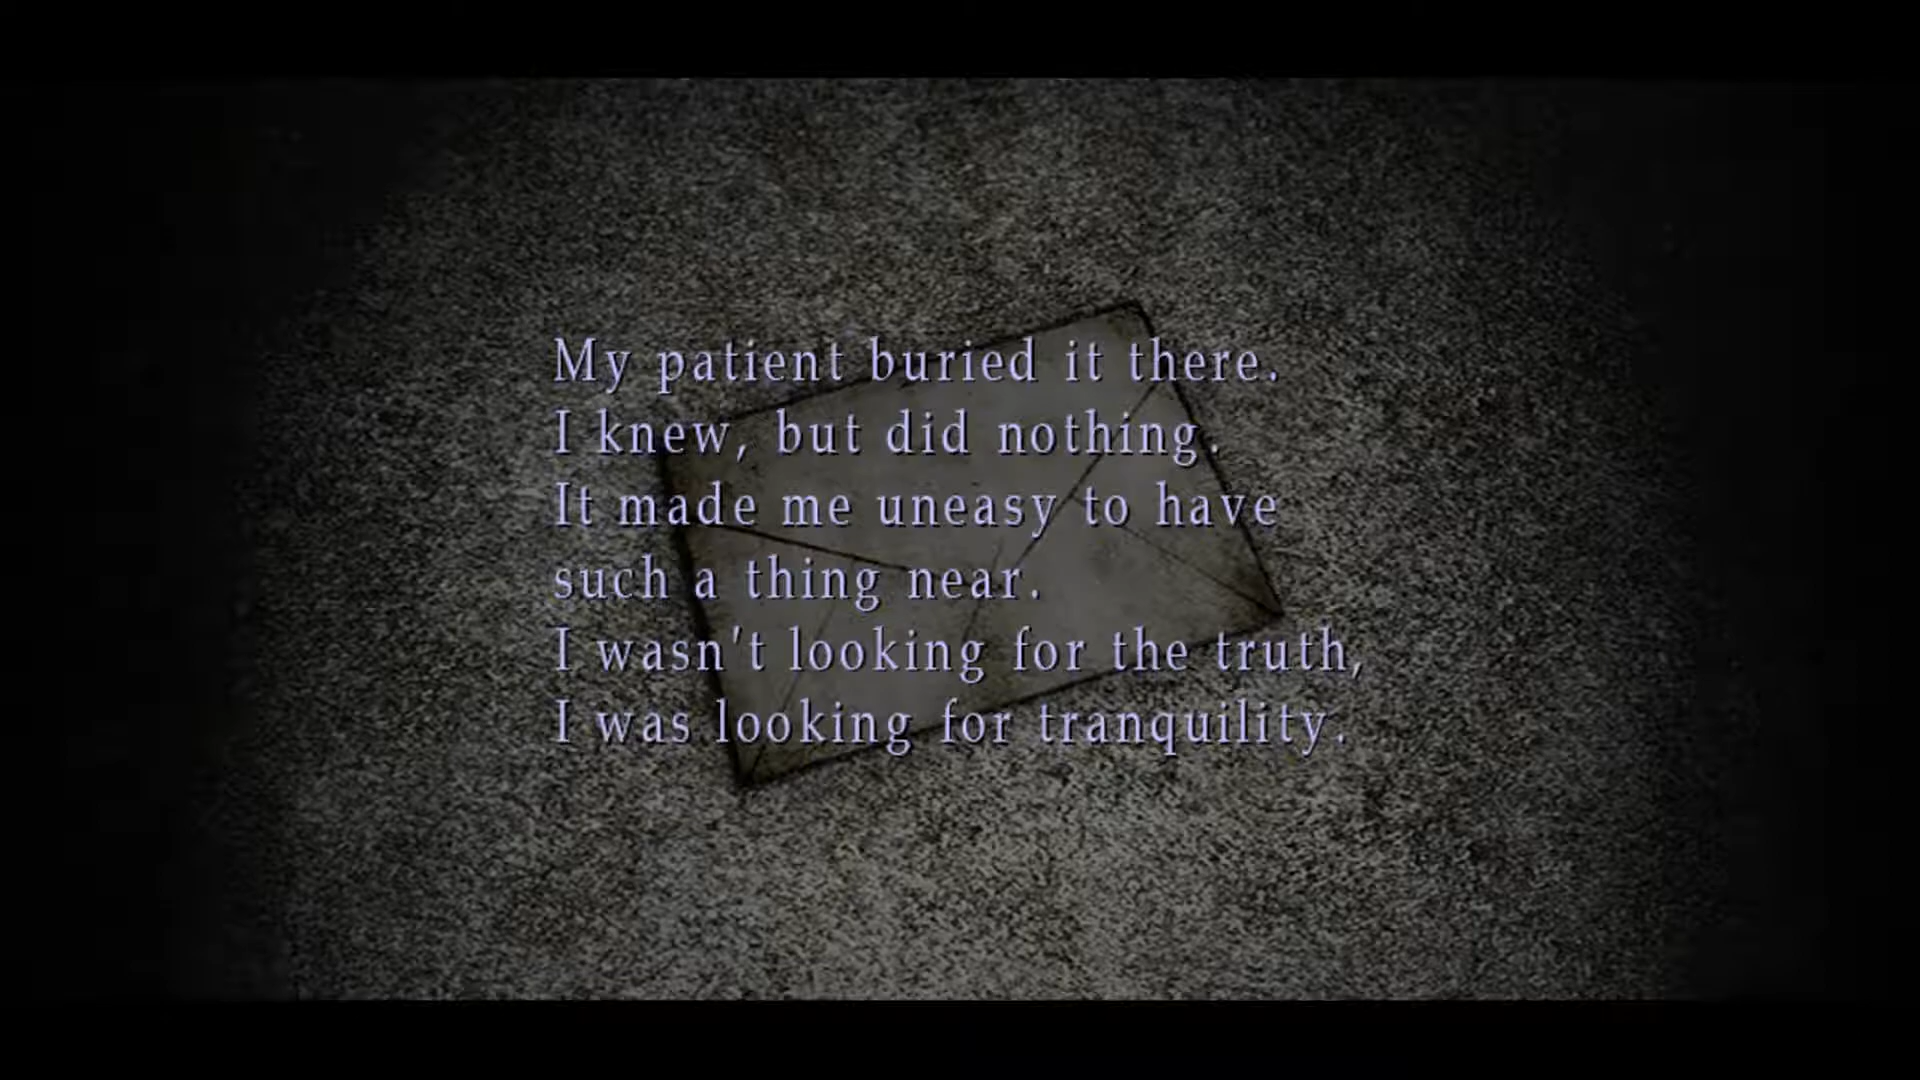 My patient buried it there.
I knew, but did nothing.
It made me uneasy to have
such a thing near.
I wasn't looking for the truth,
I was looking for tranquility.